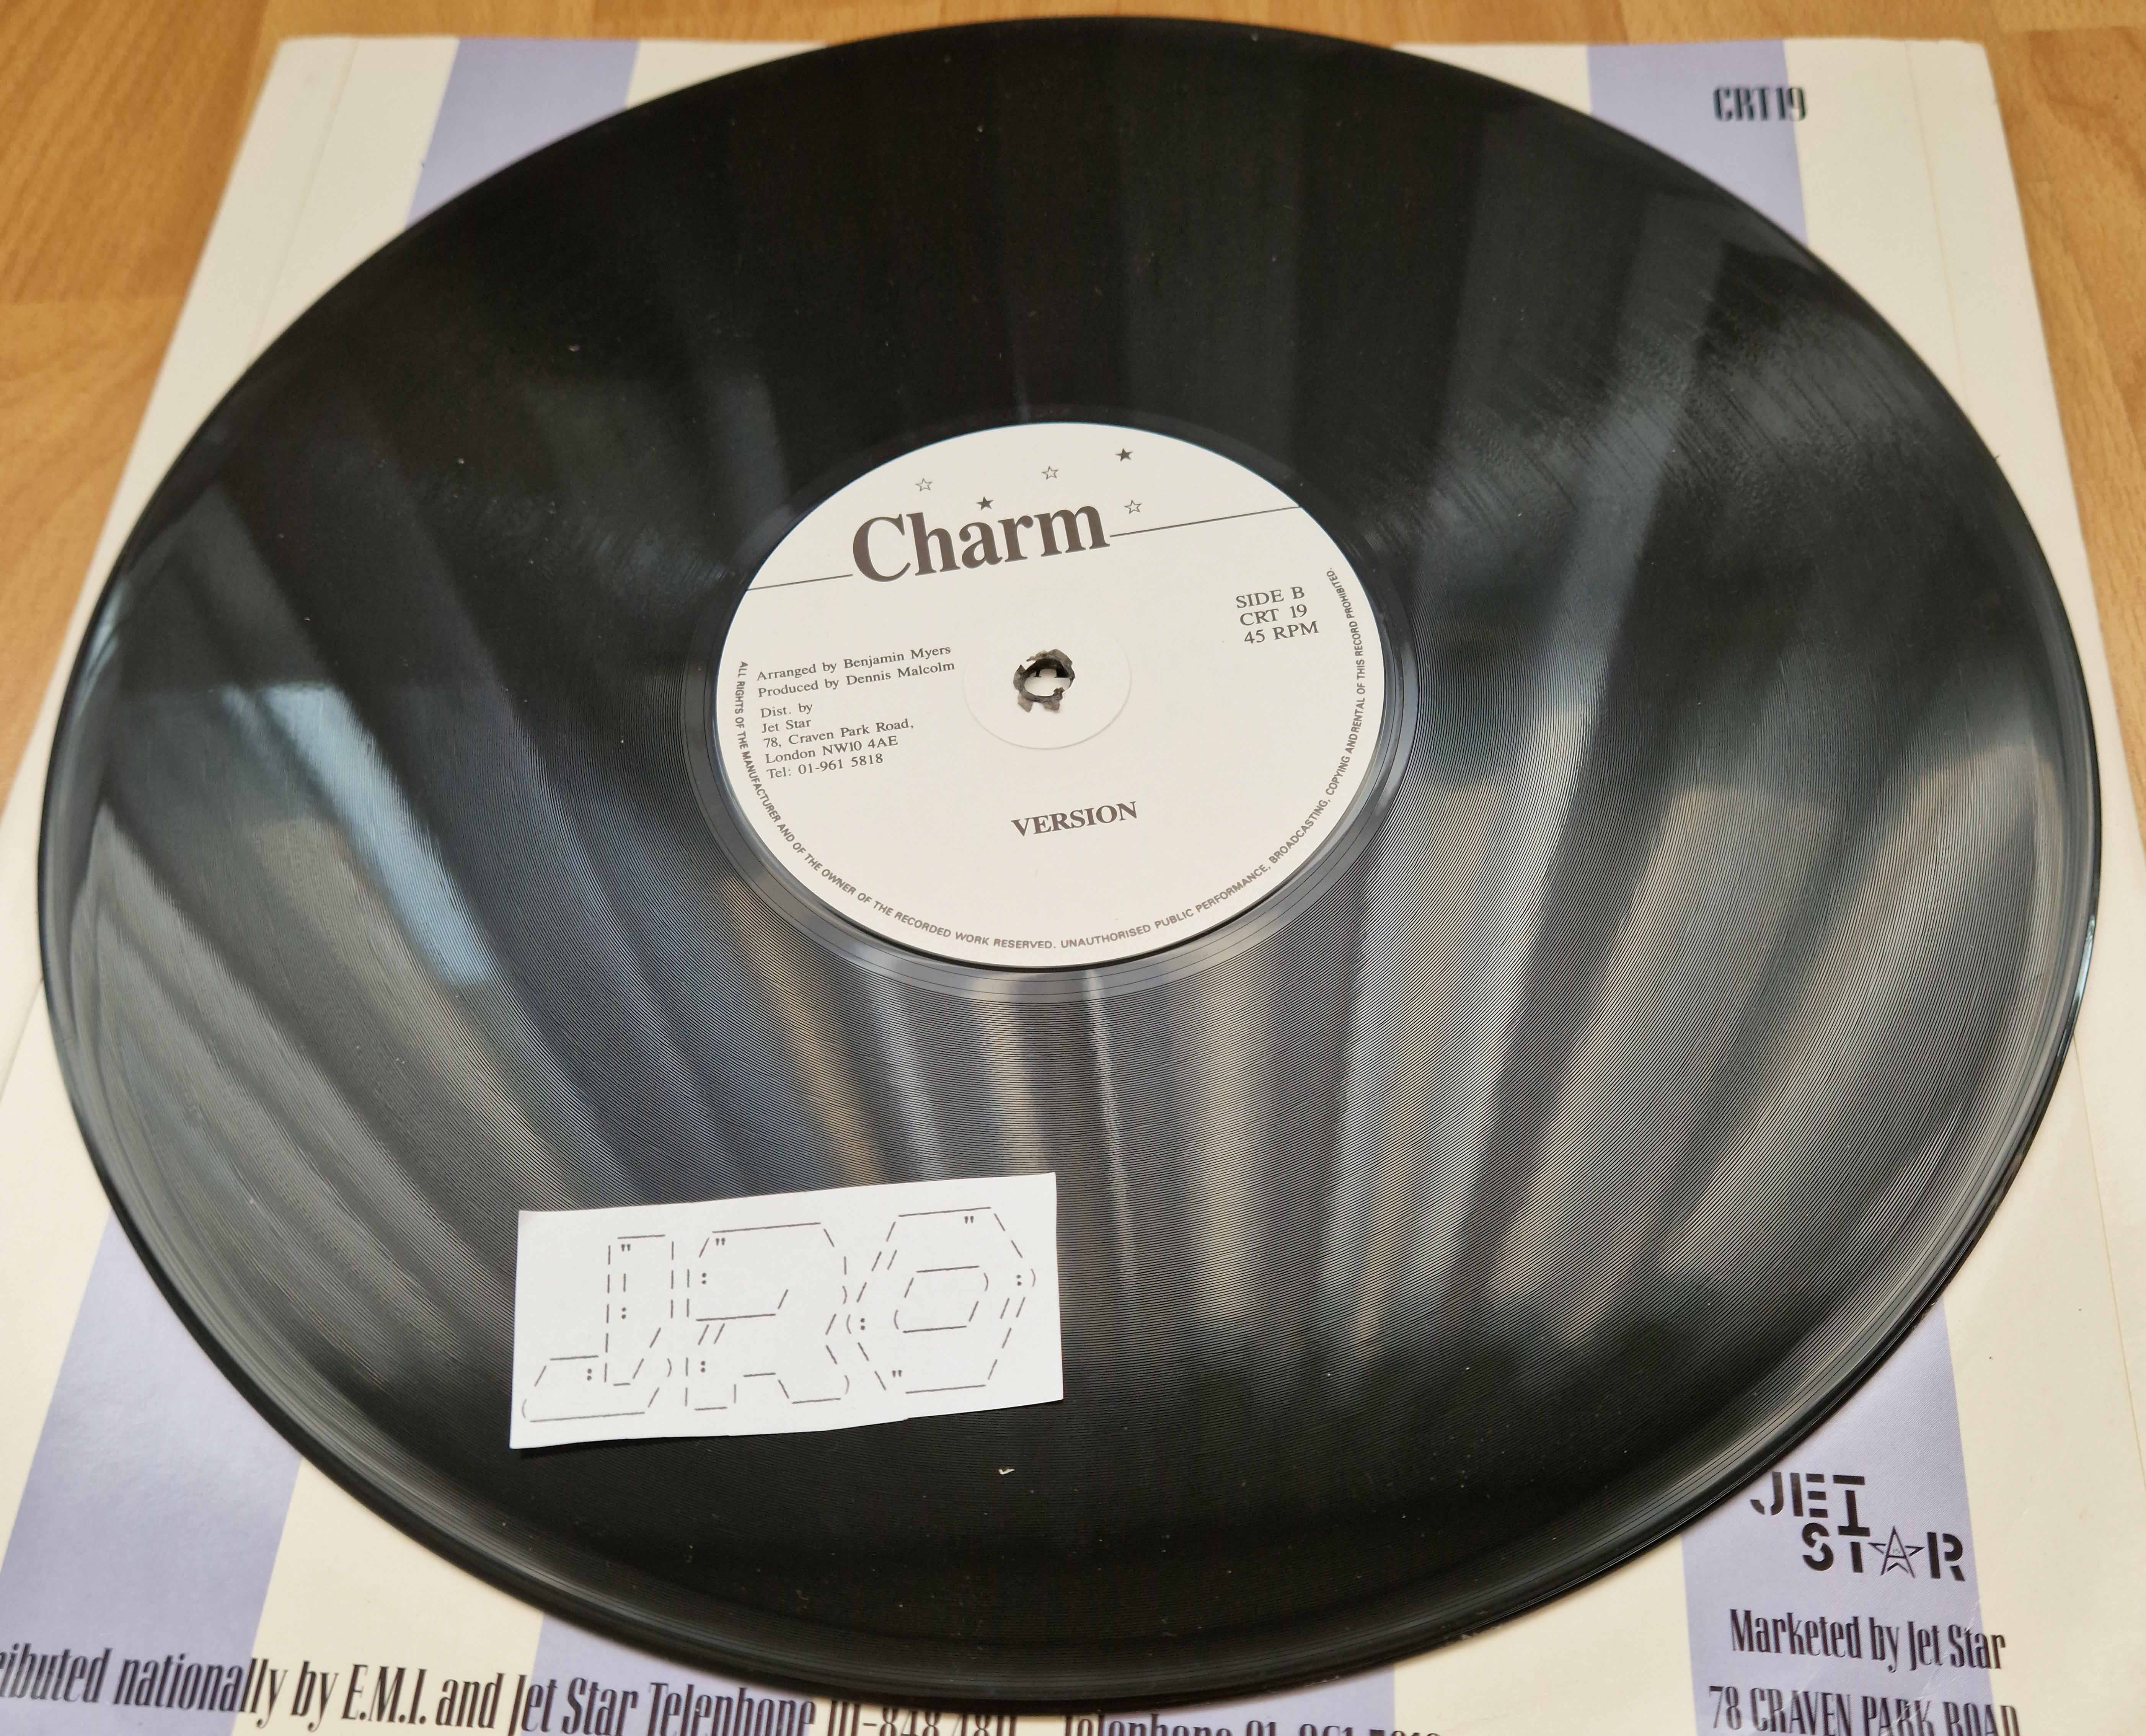 CRT 19
Charm
SIDE B
CRT 19
45 RPM
Arranged by Benjamin Myers
Produced by Dennis Malcolm
Dist. by
Jet Star
78, Craven Park Road,
London NW10 4AE
Tel: 01-961 5818
VERSION
ALL RIGHTS OF THE MANUFACTURER AND OF THE OWNER OF THE RECORDED WORK RESERVED. UNAUTHORISED PUBLIC PERFORMANCE, BROADCASTING, COPYING AND RENTAL OF THIS RECORD PROHIBITED.
JRO
JET
STAR
Marketed by Jet Star
78 CRAVEN PARK ROAD
nationally by E.M.I. and Jet Star Telephone